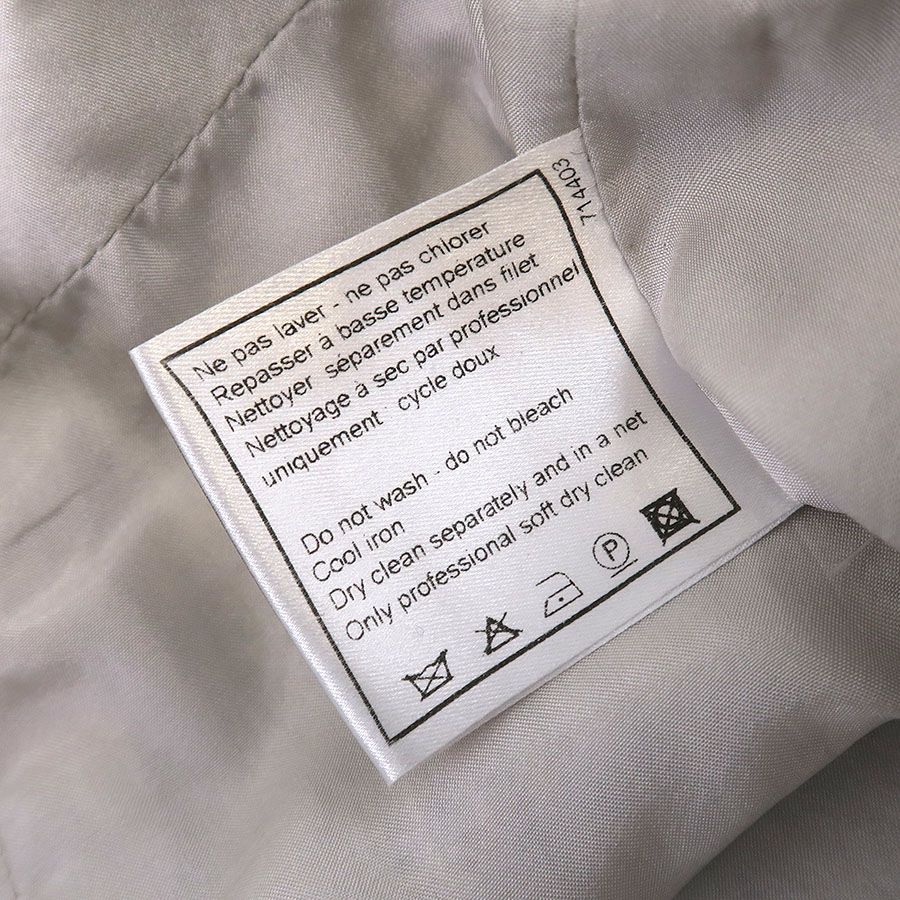 714403
Ne pas laver - ne pas chlorer
Repasser à basse température
Nettoyer séparement dans filet
Nettoyage à sec par professionnel
uniquement cycle doux
Do not wash - do not bleach
Cool iron
Dry clean separately and in a net
Only professional soft dry clean
P